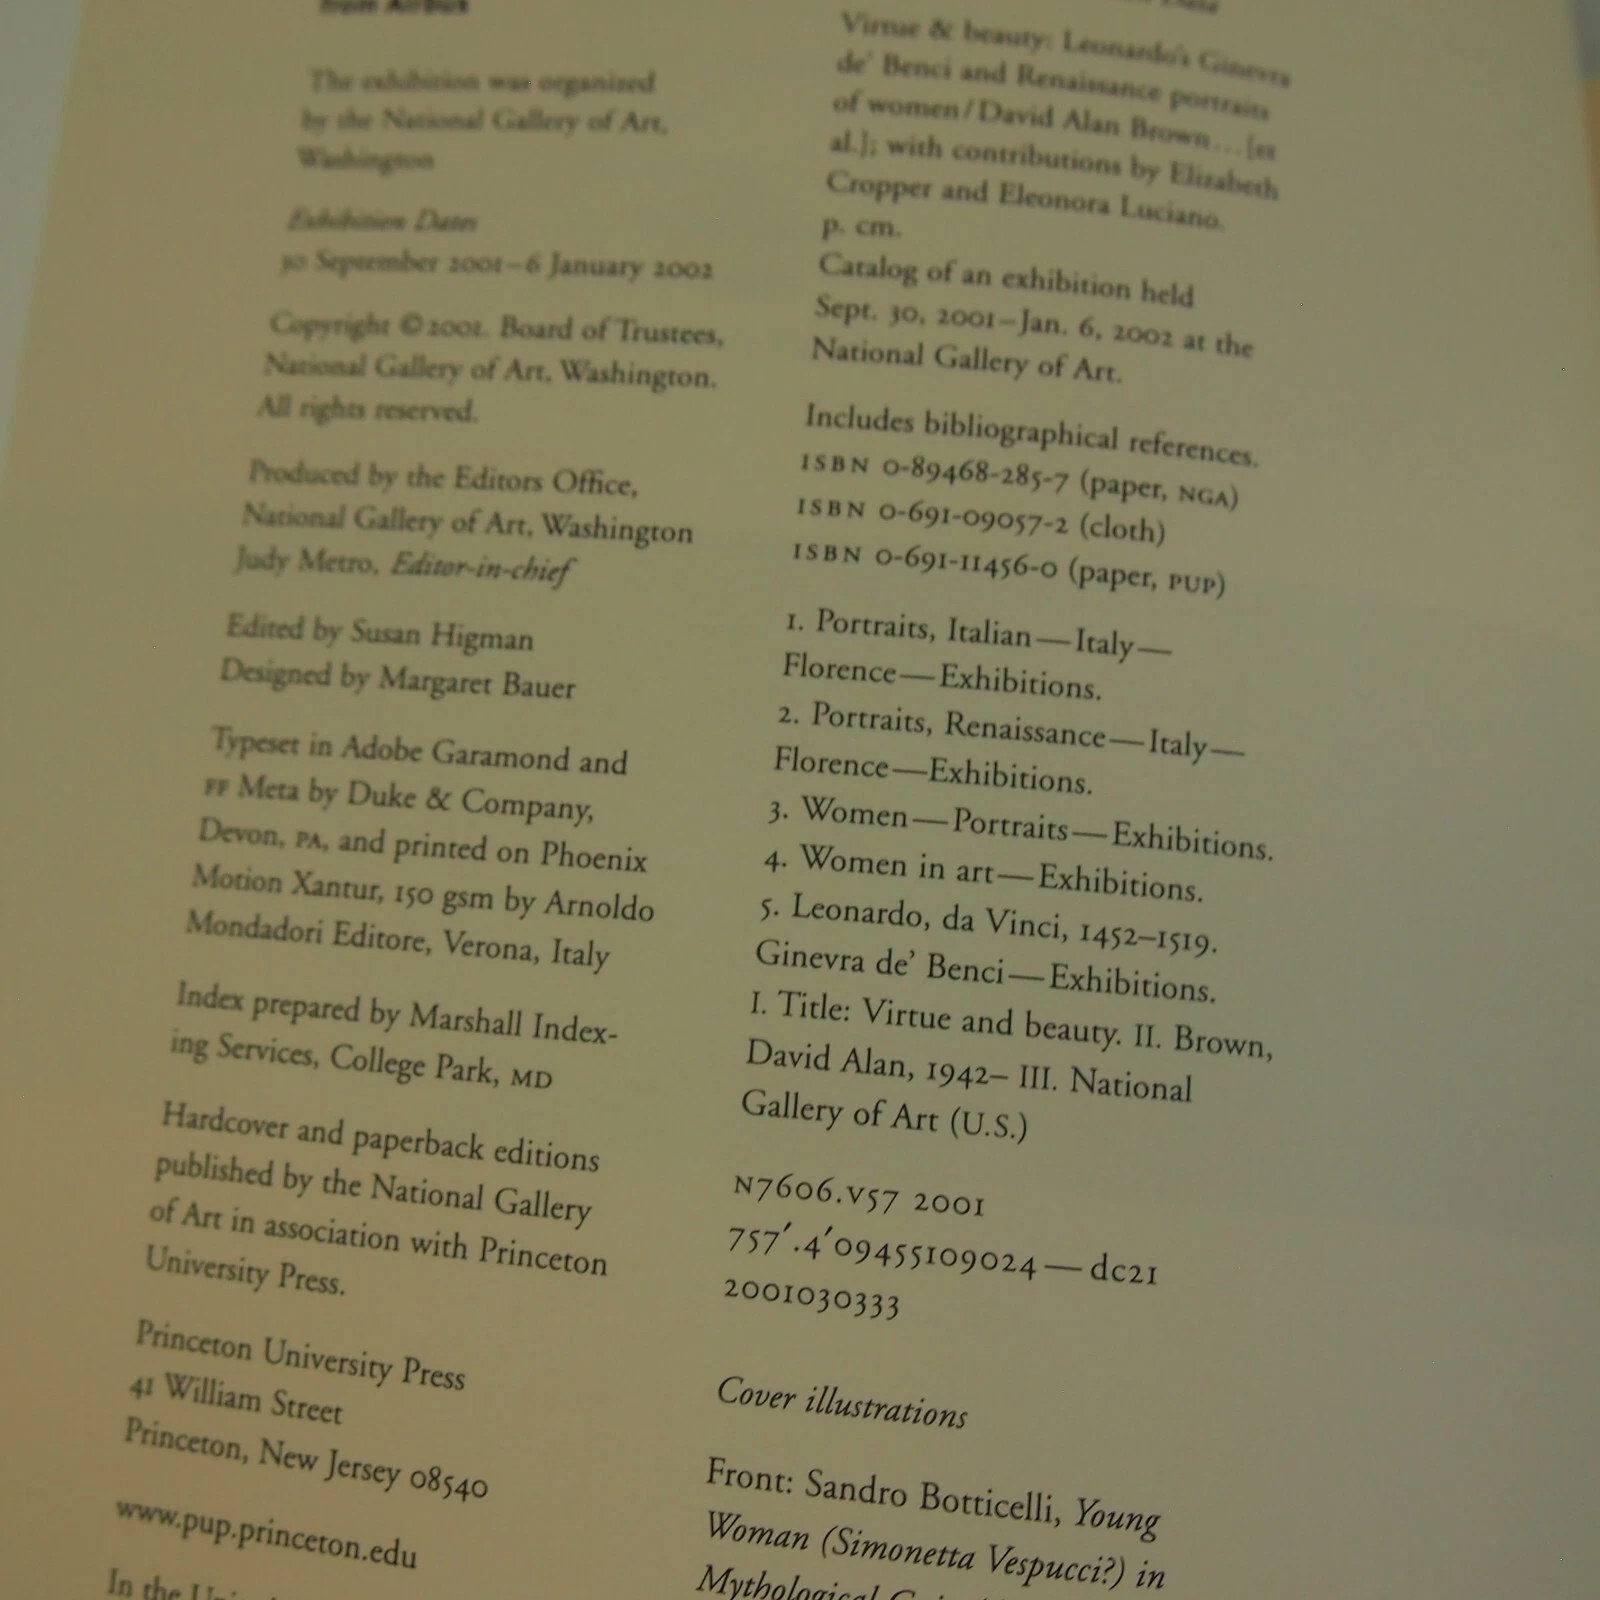 from Airbus
The exhibition was organized
by the National Gallery of Art,
Washington
Exhibition Dates
30 September 2001–6 January 2002
Copyright © 2001. Board of Trustees,
National Gallery of Art, Washington.
All rights reserved.
Produced by the Editors Office,
National Gallery of Art, Washington
Judy Metro, Editor-in-chief
Edited by Susan Higman
Designed by Margaret Bauer
Typeset in Adobe Garamond and
FF Meta by Duke & Company,
Devon, PA, and printed on Phoenix
Motion Xantur, 150 gsm by Arnoldo
Mondadori Editore, Verona, Italy
Index prepared by Marshall Index-
ing Services, College Park, MD
Hardcover and paperback editions
published by the National Gallery
of Art in association with Princeton
University Press.
Princeton University Press
41 William Street
Princeton, New Jersey 08540
www.pup.princeton.edu
In the
Data
Virtue & beauty: Leonardo's Ginevra
de' Benci and Renaissance portraits
of women / David Alan Brown...[et
al.]; with contributions by Elizabeth
Cropper and Eleonora Luciano.
p. cm.
Catalog of an exhibition held
Sept. 30, 2001–Jan. 6, 2002 at the
National Gallery of Art.
Includes bibliographical references.
ISBN 0-89468-285-7 (paper, NGA)
ISBN 0-691-09057-2 (cloth)
ISBN 0-691-11456-0 (paper, PUP)
1. Portraits, Italian—Italy—
Florence—Exhibitions.
2. Portraits, Renaissance—Italy—
Florence—Exhibitions.
3. Women—Portraits—Exhibitions.
4. Women in art—Exhibitions.
5. Leonardo, da Vinci, 1452–1519.
Ginevra de' Benci—Exhibitions.
I. Title: Virtue and beauty. II. Brown,
David Alan, 1942– III. National
Gallery of Art (U.S.)
N7606.V57 2001
757′.4′09455109024—dc21
2001030333
Cover illustrations
Front: Sandro Botticelli, Young
Woman (Simonetta Vespucci?) in
Mythological